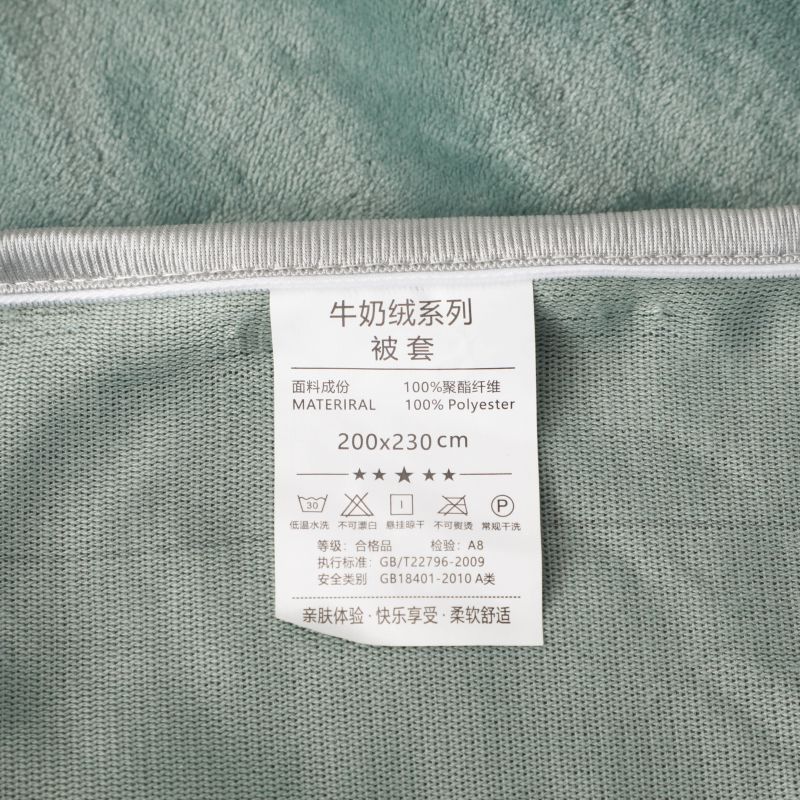 牛奶绒系列
被套
面料成份 100%聚酯纤维
MATERIRAL 100% Polyester
200x230cm
30 P
低温水洗 不可漂白 悬挂晾干 不可熨烫 常规干洗
等级：合格品 检验：A8
执行标准：GB/T22796-2009
安全类别 GB18401-2010 A类
亲肤体验·快乐享受·柔软舒适